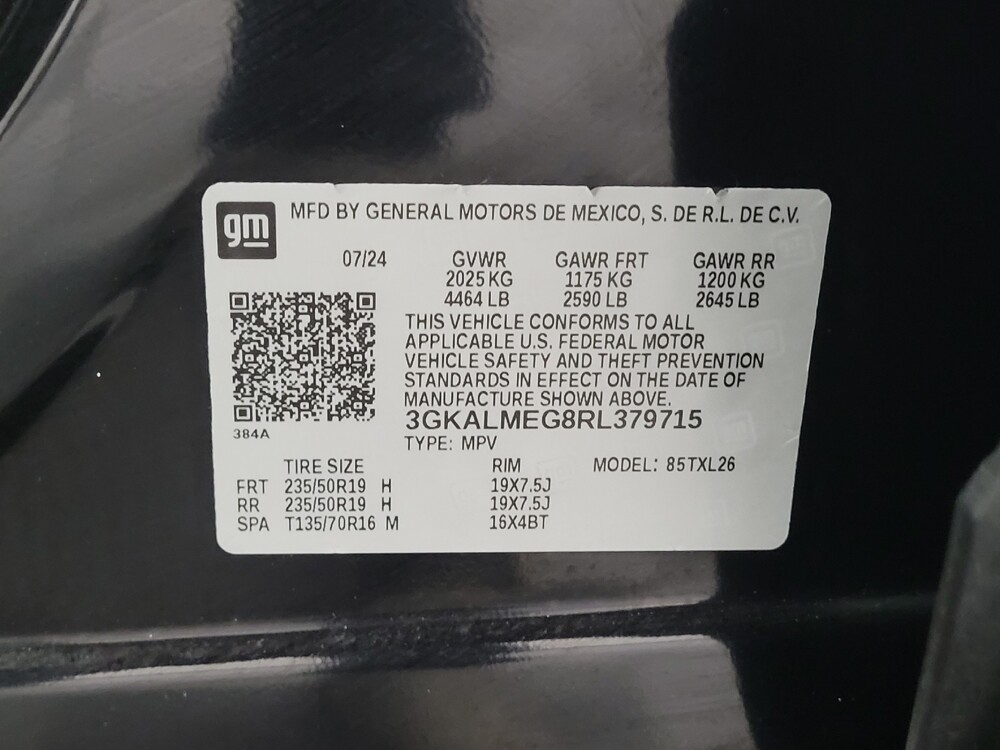 gm MFD BY GENERAL MOTORS DE MEXICO, S. DE R.L. DE C.V.
07/24 GVWR GAWR FRT GAWR RR
2025 KG 1175 KG 1200 KG
4464 LB 2590 LB 2645 LB
THIS VEHICLE CONFORMS TO ALL
APPLICABLE U.S. FEDERAL MOTOR
VEHICLE SAFETY AND THEFT PREVENTION
STANDARDS IN EFFECT ON THE DATE OF
MANUFACTURE SHOWN ABOVE.
3GKALMEG8RL379715
384A
TYPE: MPV
TIRE SIZE RIM MODEL: 85TXL26
FRT 235/50R19 H 19X7.5J
RR 235/50R19 H 19X7.5J
SPA T135/70R16 M 16X4BT